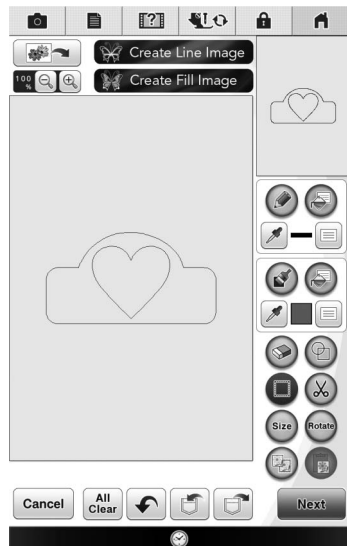 Create Line Image
100 %
Create Fill Image
Size
Rotate
Cancel
All Clear
Next